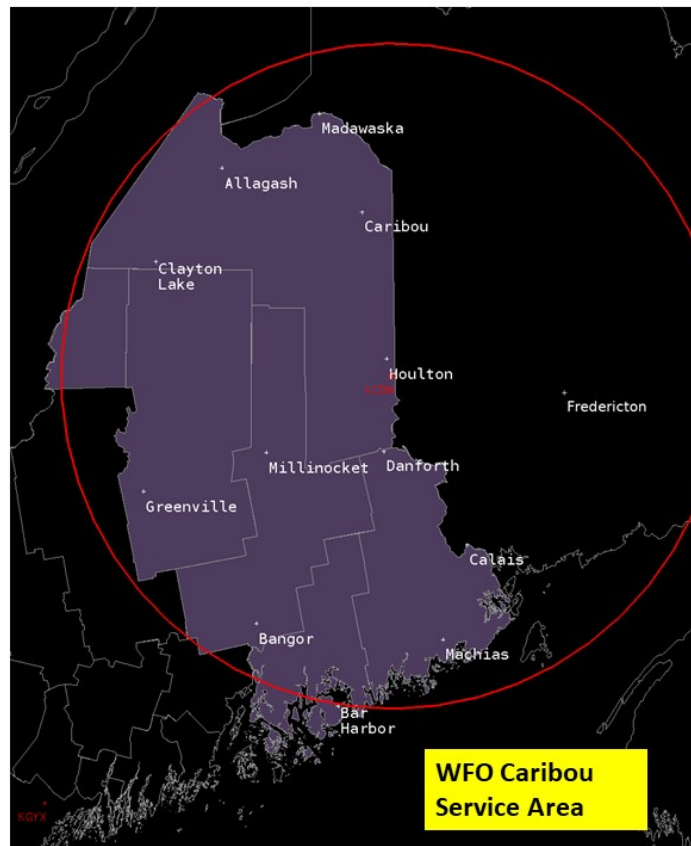 Madawaska
Allagash
Caribou
Clayton
Lake
Houlton
Fredericton
Danforth
Millinocket
Greenville
Calais
Bangor
Machias
Bar
Harbor
WFO Caribou
Service Area
KGYX